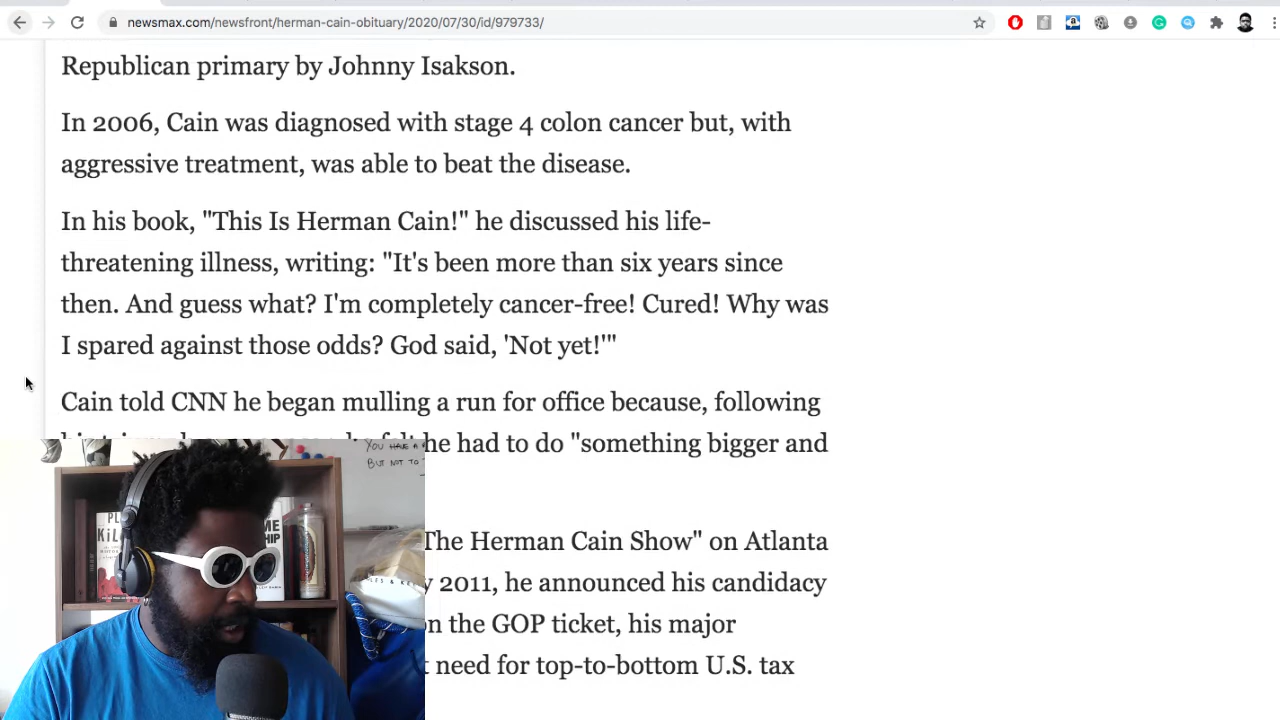 newsmax.com/newsfront/herman-cain-obituary/2020/07/30/id/979733/
Republican primary by Johnny Isakson.
In 2006, Cain was diagnosed with stage 4 colon cancer but, with
aggressive treatment, was able to beat the disease.
In his book, "This Is Herman Cain!" he discussed his life-
threatening illness, writing: "It's been more than six years since
then. And guess what? I'm completely cancer-free! Cured! Why was
I spared against those odds? God said, 'Not yet!'"
Cain told CNN he began mulling a run for office because, following
he had to do "something bigger and
The Herman Cain Show" on Atlanta
2011, he announced his candidacy
on the GOP ticket, his major
need for top-to-bottom U.S. tax
YOU HAVE A
BUT NOT TO